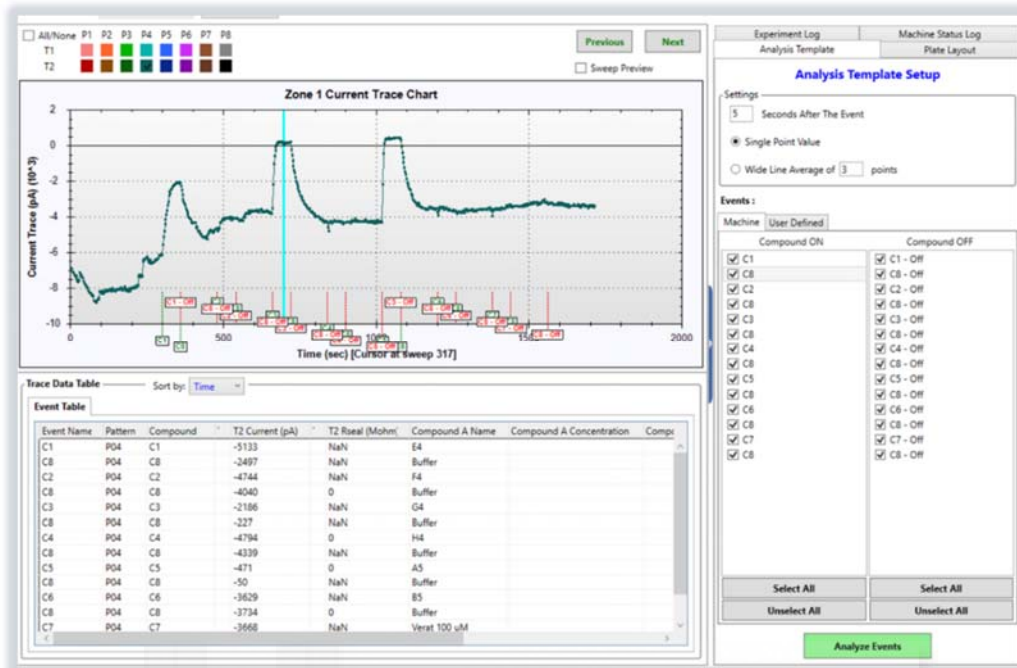 All/None P1 P2 P3 P4 P5 P6 P7 P8
T1
T2
Previous Next
Sweep Preview
Zone 1 Current Trace Chart
Current Trace (pA) (10^3)
2
0
-2
-4
-6
-8
-10
C1 - Off
C5 - Off
C1
C8
500 1000 2000
Time (sec) [Cursor at sweep 317]
Trace Data Table Sort by: Time
Event Table
Event Name Pattern Compound T2 Current (pA) T2 Rseal (Mohm( Compound A Name Compound A Concentration
C1 P04 C1 -5133 NaN E4
C8 P04 C8 -2497 NaN Buffer
C2 P04 C2 -4744 NaN F4
C8 P04 C8 -4040 0 Buffer
C3 P04 C3 -2186 NaN G4
C8 P04 C8 -227 NaN Buffer
C4 P04 C4 -4794 0 H4
C8 P04 C8 -4339 NaN Buffer
C5 P04 C5 -471 0 A5
C8 P04 C8 -50 NaN Buffer
C6 P04 C6 -3629 NaN B5
C8 P04 C8 -3734 0 Buffer
C7 P04 C7 -3668 NaN Verat 100 uM
Experiment Log Machine Status Log
Analysis Template Plate Layout
Analysis Template Setup
Settings
5 Seconds After The Event
Single Point Value
Wide Line Average of 3 points
Events :
Machine User Defined
Compound ON Compound OFF
C1 C1 - Off
C8 C8 - Off
C2 C2 - Off
C8 C8 - Off
C3 C3 - Off
C8 C8 - Off
C4 C4 - Off
C8 C8 - Off
C5 C5 - Off
C8 C8 - Off
C6 C6 - Off
C8 C8 - Off
C7 C7 - Off
C8 C8 - Off
Select All Select All
Unselect All Unselect All
Analyze Events